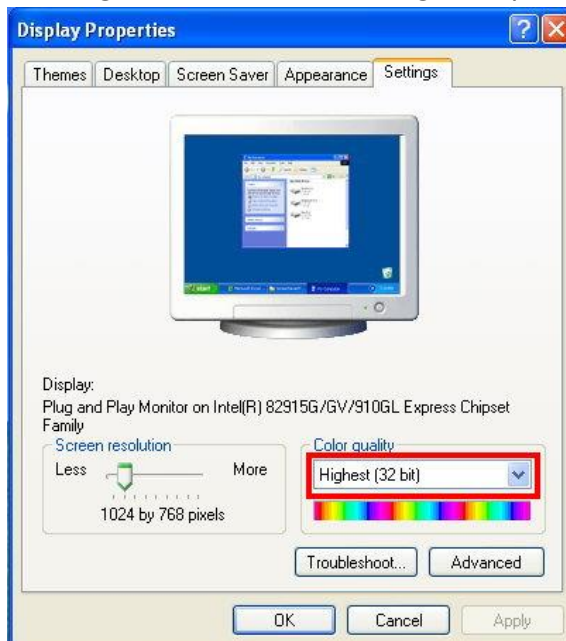 Display Properties
Themes Desktop Screen Saver Appearance Settings
start
Display:
Plug and Play Monitor on Intel(R) 82915G/GV/910GL Express Chipset
Family
Screen resolution
Color quality
Less More
Highest (32 bit)
1024 by 768 pixels
Troubleshoot... Advanced
OK Cancel Apply